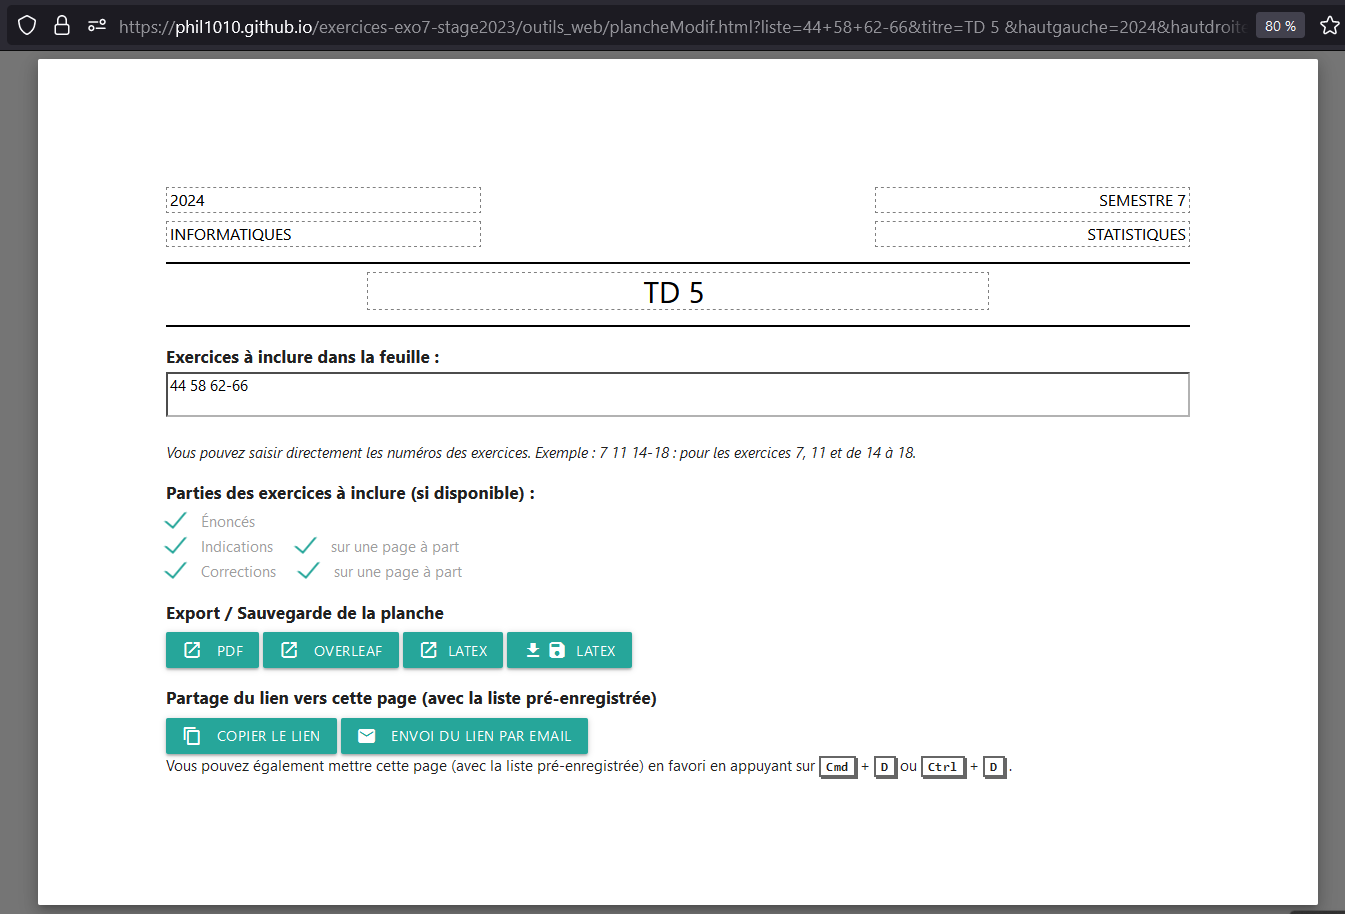 https://phil1010.github.io/exercices-exo7-stage2023/outils_web/plancheModif.html?liste=44+58+62-66&titre=TD 5 &hautgauche=2024&hautdroite 80 %
2024 SEMESTRE 7
INFORMATIQUES STATISTIQUES
TD 5
Exercices à inclure dans la feuille :
44 58 62-66
Vous pouvez saisir directement les numéros des exercices. Exemple : 7 11 14-18 : pour les exercices 7, 11 et de 14 à 18.
Parties des exercices à inclure (si disponible) :
Énoncés
Indications sur une page à part
Corrections sur une page à part
Export / Sauvegarde de la planche
PDF OVERLEAF LATEX LATEX
Partage du lien vers cette page (avec la liste pré-enregistrée)
COPIER LE LIEN ENVOI DU LIEN PAR EMAIL
Vous pouvez également mettre cette page (avec la liste pré-enregistrée) en favori en appuyant sur Cmd + D ou Ctrl + D .